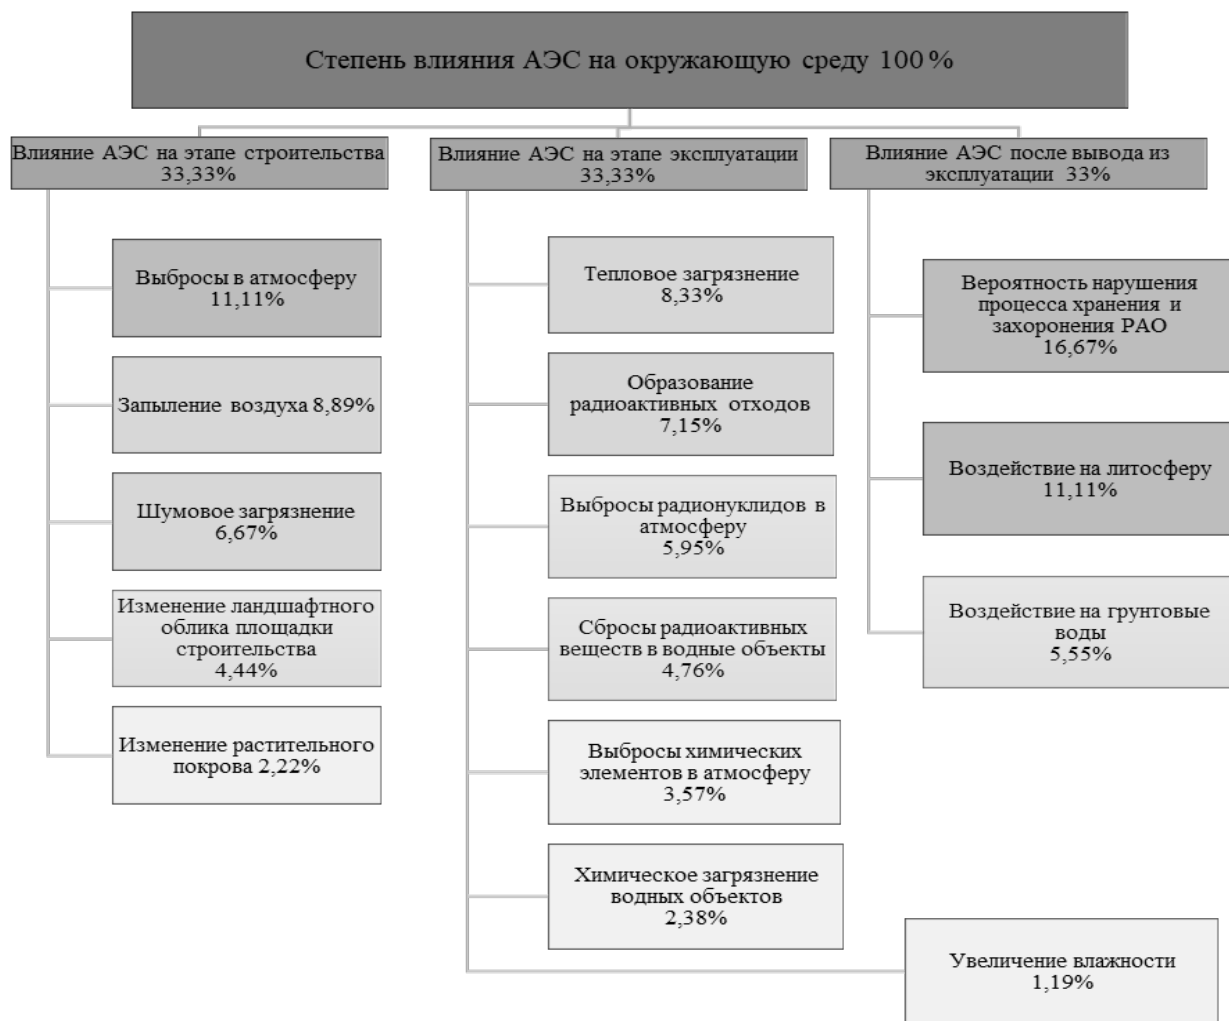 Степень влияния АЭС на окружающую среду 100 %
Влияние АЭС на этапе строительства
33,33%
Выбросы в атмосферу
11,11%
Запыление воздуха 8,89%
Шумовое загрязнение
6,67%
Изменение ландшафтного
облика площадки
строительства
4,44%
Изменение растительного
покрова 2,22%
Влияние АЭС на этапе эксплуатации
33,33%
Тепловое загрязнение
8,33%
Образование
радиоактивных отходов
7,15%
Выбросы радионуклидов в
атмосферу
5,95%
Сбросы радиоактивных
веществ в водные объекты
4,76%
Выбросы химических
элементов в атмосферу
3,57%
Химическое загрязнение
водных объектов
2,38%
Увеличение влажности
1,19%
Влияние АЭС после вывода из
эксплуатации 33%
Вероятность нарушения
процесса хранения и
захоронения РАО
16,67%
Воздействие на литосферу
11,11%
Воздействие на грунтовые
воды
5,55%